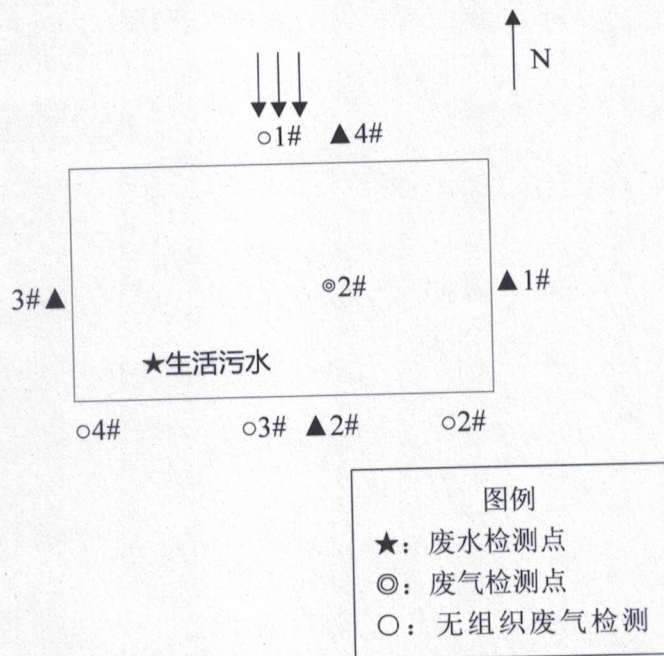 N
○1# ▲4#
3#▲
◎2#
▲1#
★生活污水
○4# ○3# ▲2# ○2#
图例
★：废水检测点
◎：废气检测点
○：无组织废气检测